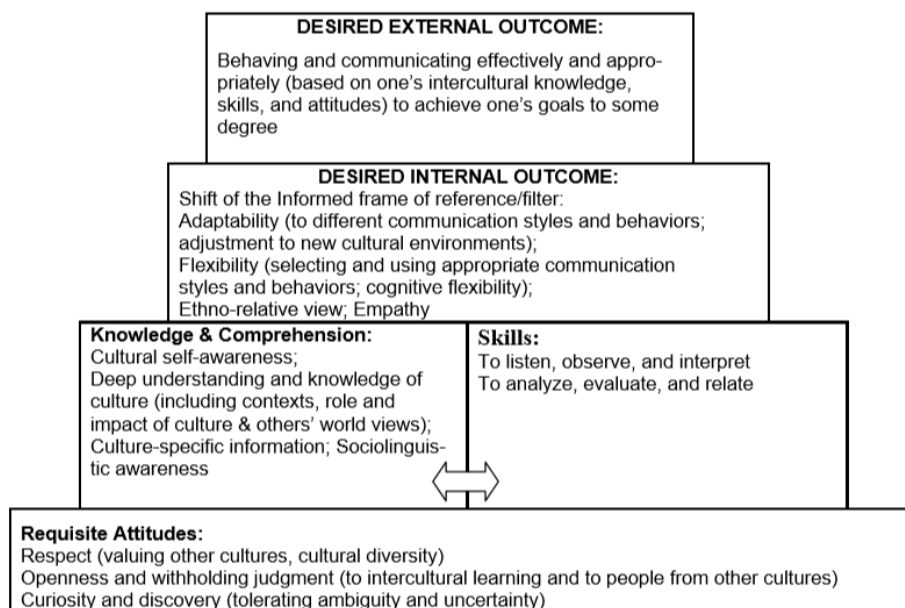 DESIRED EXTERNAL OUTCOME:
Behaving and communicating effectively and appro-
priately (based on one’s intercultural knowledge,
skills, and attitudes) to achieve one’s goals to some
degree
DESIRED INTERNAL OUTCOME:
Shift of the Informed frame of reference/filter:
Adaptability (to different communication styles and behaviors;
adjustment to new cultural environments);
Flexibility (selecting and using appropriate communication
styles and behaviors; cognitive flexibility);
Ethno-relative view; Empathy
Knowledge & Comprehension:
Cultural self-awareness;
Deep understanding and knowledge of
culture (including contexts, role and
impact of culture & others’ world views);
Culture-specific information; Sociolinguis-
tic awareness
Skills:
To listen, observe, and interpret
To analyze, evaluate, and relate
Requisite Attitudes:
Respect (valuing other cultures, cultural diversity)
Openness and withholding judgment (to intercultural learning and to people from other cultures)
Curiosity and discovery (tolerating ambiguity and uncertainty)